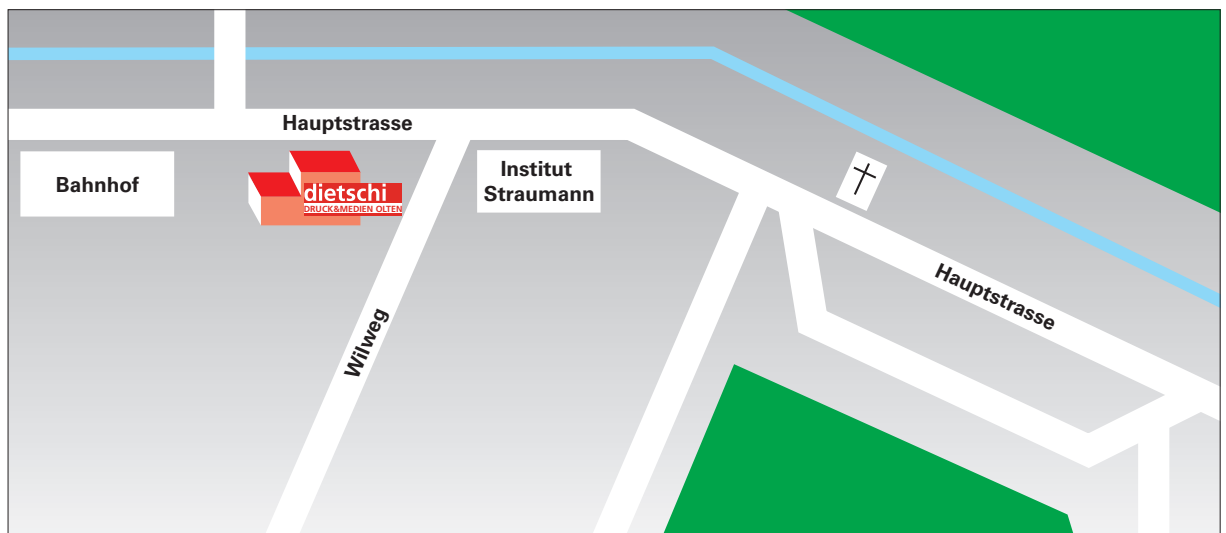 Hauptstrasse
Bahnhof
dietschi
DRUCK&MEDIEN OLTEN
Institut
Straumann
Hauptstrasse
Wilweg